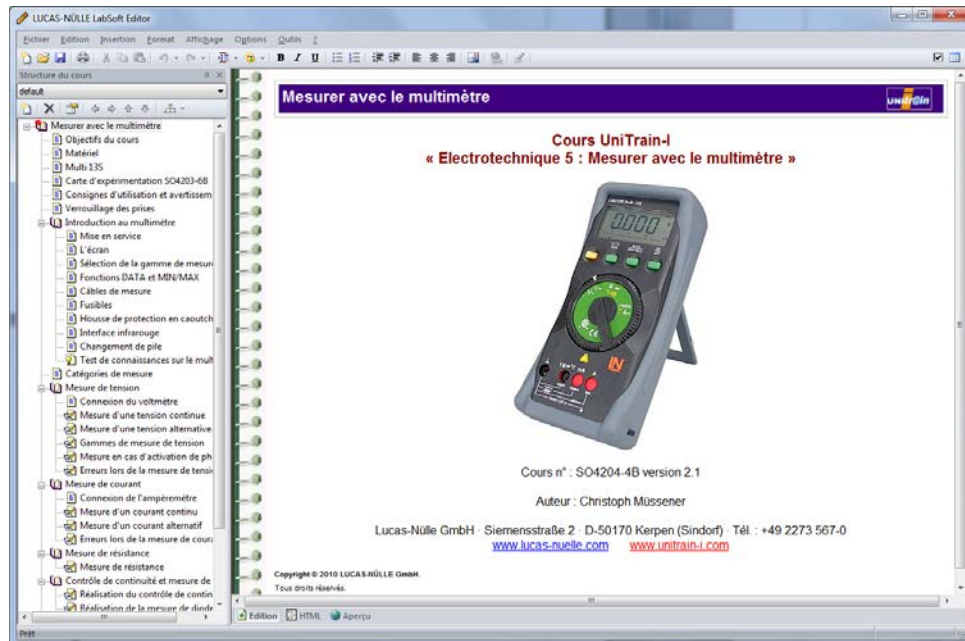 LUCAS-NÜLLE LabSoft Editor
Fichier Edition Insertion Format Affichage Options Outils ?
B I U
Structure du cours
default
Mesurer avec le multimètre
Objectifs du cours
Matériel
Multi 13S
Carte d'expérimentation SO4203-6B
Consignes d'utilisation et avertissem
Verrouillage des prises
Introduction au multimètre
Mise en service
L'écran
Sélection de la gamme de mesure
Fonctions DATA et MIN/MAX
Câbles de mesure
Fusibles
Housse de protection en caoutch
Interface infrarouge
Changement de pile
Test de connaissances sur le mult
Catégories de mesure
Mesure de tension
Connexion du voltmètre
Mesure d'une tension continue
Mesure d'une tension alternative
Gammes de mesure de tension
Mesure en cas d'activation de ph
Erreurs lors de la mesure de tensi
Mesure de courant
Connexion de l'ampèremètre
Mesure d'un courant continu
Mesure d'un courant alternatif
Erreurs lors de la mesure de coura
Mesure de résistance
Mesure de résistance
Contrôle de continuité et mesure de
Réalisation du contrôle de contin
Réalisation de la mesure de diode
Mesurer avec le multimètre
UniTrain
Cours UniTrain-I
« Electrotechnique 5 : Mesurer avec le multimètre »
0.000
LN
Cours n° : SO4204-4B version 2.1
Auteur : Christoph Müssener
Lucas-Nülle GmbH · Siemensstraße 2 · D-50170 Kerpen (Sindorf) · Tél. : +49 2273 567-0
www.lucas-nuelle.com www.unitrain-i.com
Copyright © 2010 LUCAS-NÜLLE GmbH.
Tous droits réservés.
Edition HTML Aperçu
Prêt